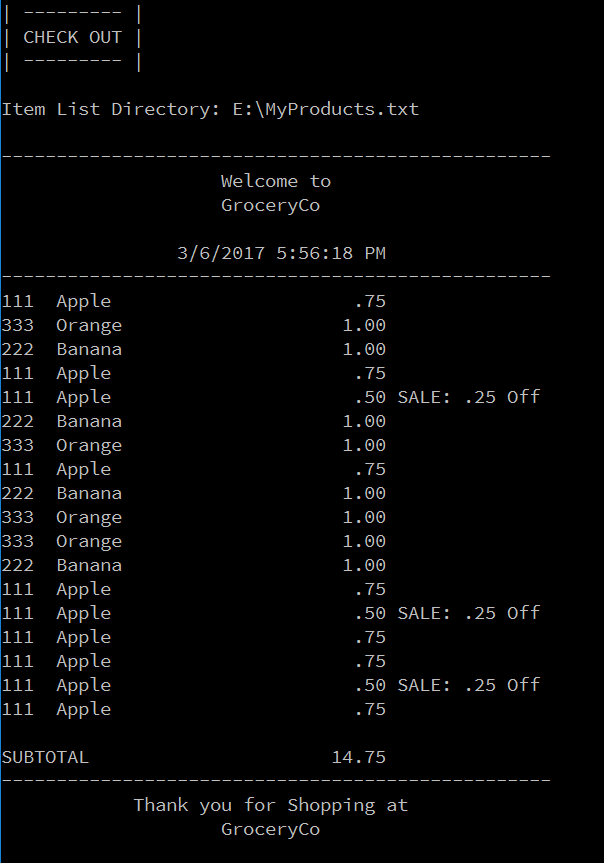 | --------- |
| CHECK OUT |
| --------- |
Item List Directory: E:\MyProducts.txt
--------------------------------------------------
Welcome to
GroceryCo
3/6/2017 5:56:18 PM
--------------------------------------------------
111  Apple                      .75
333  Orange                    1.00
222  Banana                    1.00
111  Apple                      .75
111  Apple                      .50 SALE: .25 Off
222  Banana                    1.00
333  Orange                    1.00
111  Apple                      .75
222  Banana                    1.00
333  Orange                    1.00
333  Orange                    1.00
222  Banana                    1.00
111  Apple                      .75
111  Apple                      .50 SALE: .25 Off
111  Apple                      .75
111  Apple                      .75
111  Apple                      .50 SALE: .25 Off
111  Apple                      .75
SUBTOTAL                      14.75
--------------------------------------------------
Thank you for Shopping at
GroceryCo